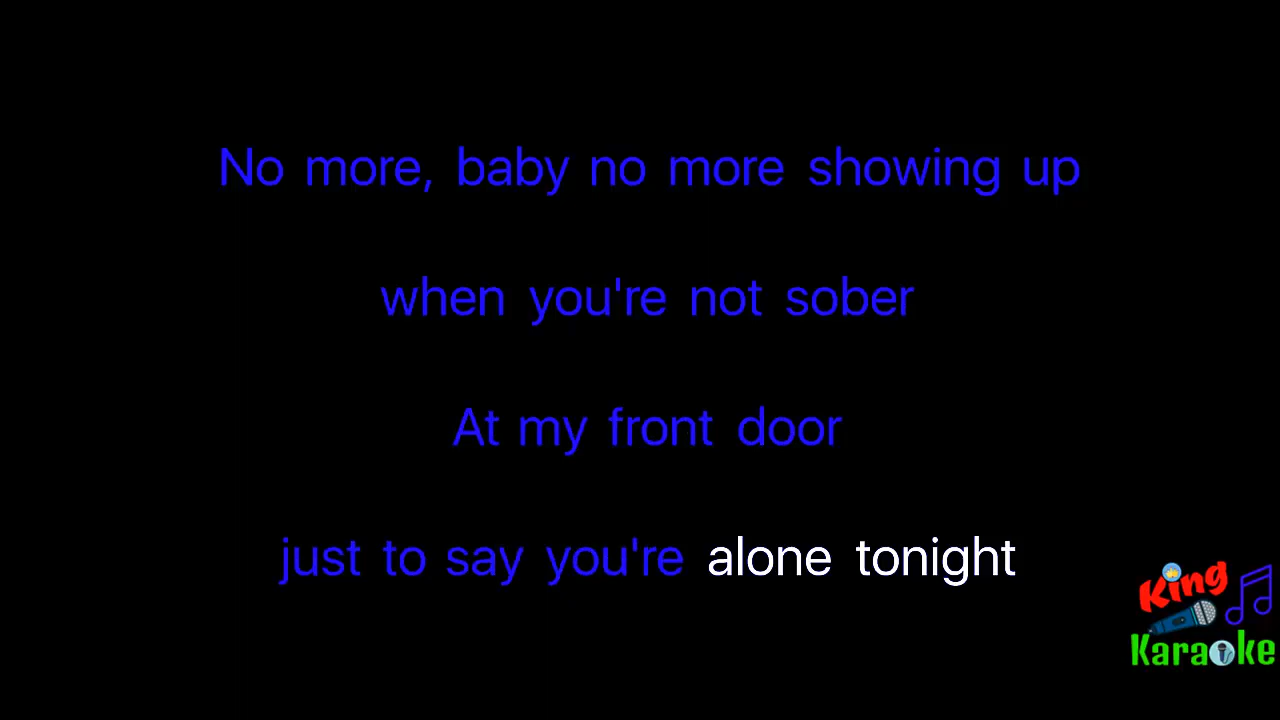 No more, baby no more showing up
when you're not sober
At my front door
just to say you're alone tonight
King
Karaoke